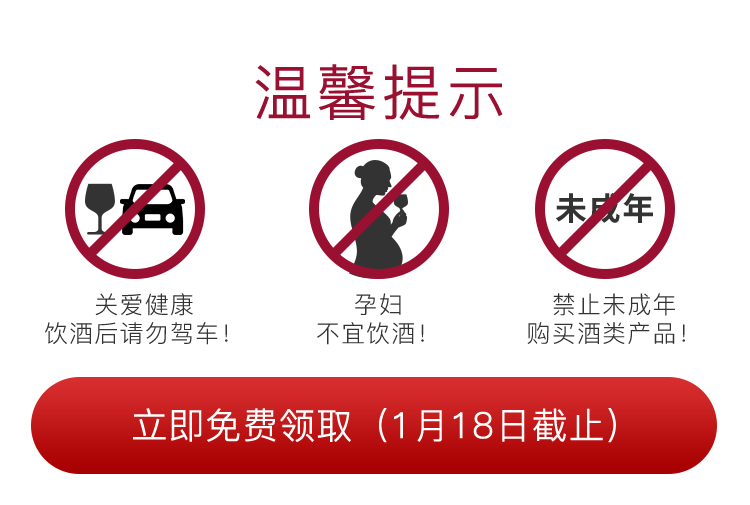 温馨提示
未成年
关爱健康
饮酒后请勿驾车！
孕妇
不宜饮酒！
禁止未成年
购买酒类产品！
立即免费领取（1月18日截止）